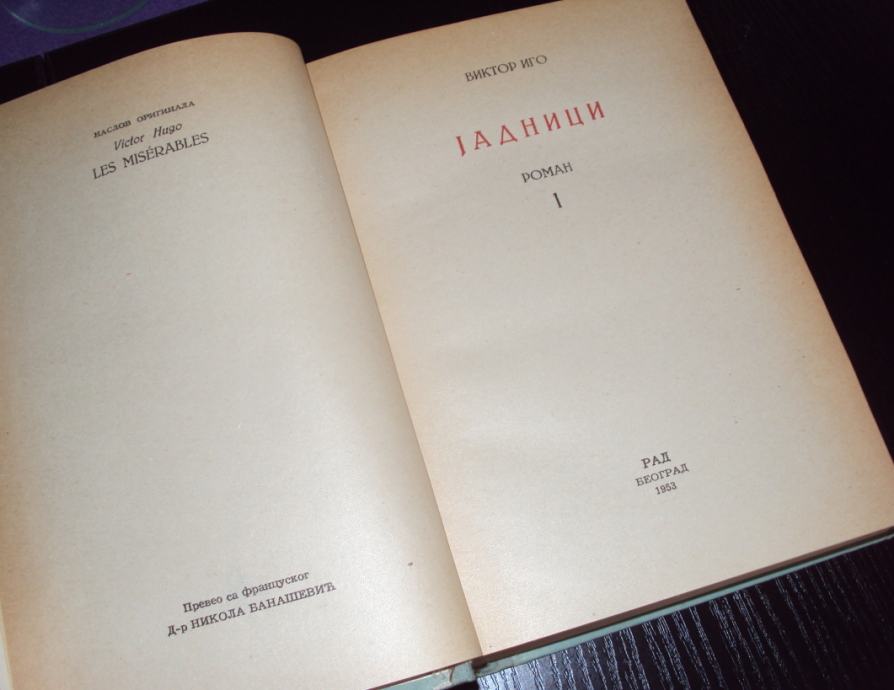 НАСЛОВ ОРИГИНАЛА
Victor Hugo
LES MISÉRABLES
Превео са француског
Д-р НИКОЛА БАНАШЕВИЋ
ВИКТОР ИГО
ЈАДНИЦИ
РОМАН
I
РАД
БЕОГРАД
1953